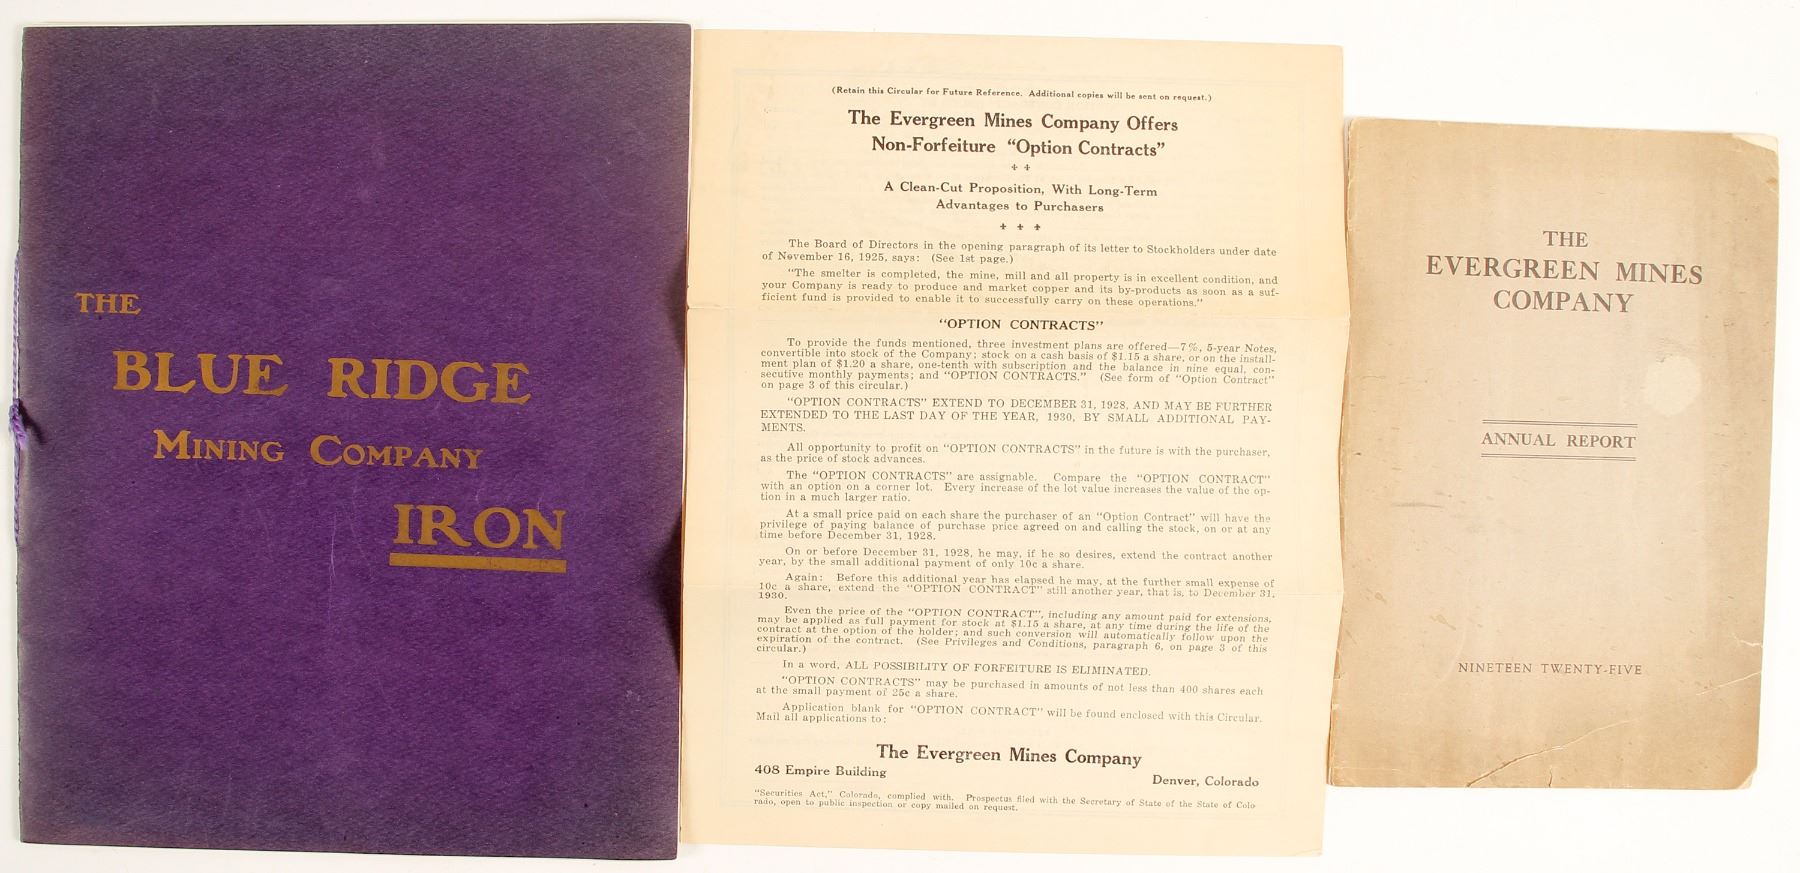 THE
BLUE RIDGE
MINING COMPANY
IRON
(Retain this Circular for Future Reference. Additional copies will be sent on request.)
The Evergreen Mines Company Offers
Non-Forfeiture "Option Contracts"
A Clean-Cut Proposition, With Long-Term
Advantages to Purchasers
The Board of Directors in the opening paragraph of its letter to Stockholders under date
of November 16, 1925, says: (See 1st page.)
"The smelter is completed, the mine, mill and all property is in excellent condition, and
your Company is ready to produce and market copper and its by-products as soon as a suf-
ficient fund is provided to enable it to successfully carry on these operations."
"OPTION CONTRACTS"
To provide the funds mentioned, three investment plans are offered—7%, 5-year Notes,
convertible into stock of the Company; stock on a cash basis of $1.15 a share, or on the install-
ment plan of $1.20 a share, one-tenth with subscription and the balance in nine equal, con-
secutive monthly payments; and "OPTION CONTRACTS." (See form of "Option Contract"
on page 3 of this circular.)
"OPTION CONTRACTS" EXTEND TO DECEMBER 31, 1928, AND MAY BE FURTHER
EXTENDED TO THE LAST DAY OF THE YEAR, 1930, BY SMALL ADDITIONAL PAY-
MENTS.
All opportunity to profit on "OPTION CONTRACTS" in the future is with the purchaser,
as the price of stock advances.
The "OPTION CONTRACTS" are assignable. Compare the "OPTION CONTRACT"
with an option on a corner lot. Every increase of the lot value increases the value of the op-
tion in a much larger ratio.
At a small price paid on each share the purchaser of an "Option Contract" will have the
privilege of paying balance of purchase price agreed on and calling the stock, on or at any
time before December 31, 1928.
On or before December 31, 1928, he may, if he so desires, extend the contract another
year, by the small additional payment of only 10c a share.
Again: Before this additional year has elapsed he may, at the further small expense of
10c a share, extend the "OPTION CONTRACT" still another year, that is, to December 31,
1930.
Even the price of the "OPTION CONTRACT", including any amount paid for extensions,
may be applied as full payment for stock at $1.15 a share, at any time during the life of the
contract at the option of the holder; and such conversion will automatically follow upon the
expiration of the contract. (See Privileges and Conditions, paragraph 6, on page 3 of this
circular.)
In a word, ALL POSSIBILITY OF FORFEITURE IS ELIMINATED.
"OPTION CONTRACTS" may be purchased in amounts of not less than 400 shares each
at the small payment of 25c a share.
Application blank for "OPTION CONTRACT" will be found enclosed with this Circular.
Mail all applications to:
The Evergreen Mines Company
408 Empire Building
Denver, Colorado
"Securities Act," Colorado, complied with. Prospectus filed with the Secretary of State of the State of Colo-
rado, open to public inspection or copy mailed on request.
THE
EVERGREEN MINES
COMPANY
ANNUAL REPORT
NINETEEN TWENTY-FIVE